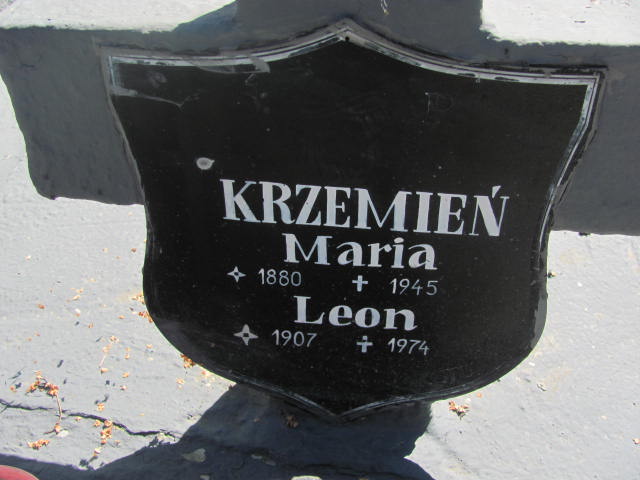 KRZEMIEŃ
Maria
✧ 1880 ✝ 1945
Leon
✧ 1907 ✝ 1974